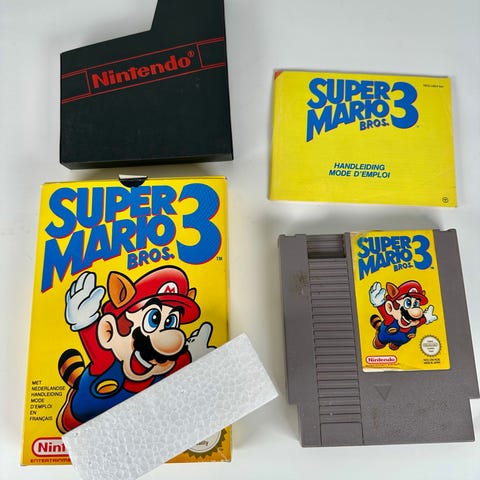 Nintendo®
SUPER
MARIO
BROS. 3
HANDLEIDING
MODE D'EMPLOI
SUPER
MARIO
BROS. 3
TM
MET
NEDERLANDSE
HANDLEIDING
MODE
D'EMPLOI
EN
FRANÇAIS
SUPER
MARIO
BROS. 3
Nintendo